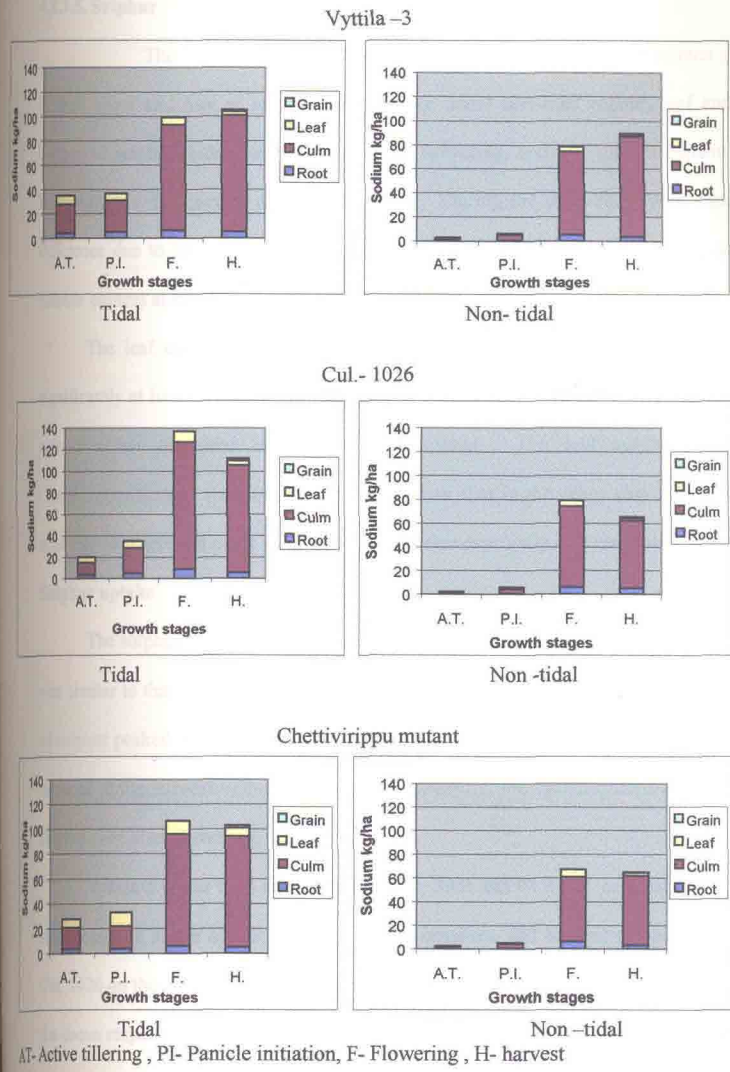 Vyttila –3
140
120
100
80
60
40
20
0
Sodium kg/ha
A.T. P.I. F. H.
Growth stages
Grain
Leaf
Culm
Root
Tidal
140
120
100
80
60
40
20
0
Sodium kg/ha
A.T. P.I. F. H.
Growth stages
Grain
Leaf
Culm
Root
Non- tidal
Cul.- 1026
140
120
100
80
60
40
20
0
Sodium kg/ha
A.T. P.I. F. H.
Growth stages
Grain
Leaf
Culm
Root
Tidal
140
120
100
80
60
40
20
0
Sodium kg/ha
A.T. P.I. F. H.
Growth stages
Grain
Leaf
Culm
Root
Non -tidal
Chettivirippu mutant
140
120
100
80
60
40
20
0
Sodium kg/ha
A.T. P.I. F. H.
Growth stages
Grain
Leaf
Culm
Root
Tidal
140
120
100
80
60
40
20
0
Sodium kg/ha
A.T. P.I. F. H.
Growth stages
Grain
Leaf
Culm
Root
Non –tidal
AT- Active tillering , PI- Panicle initiation, F- Flowering , H- harvest